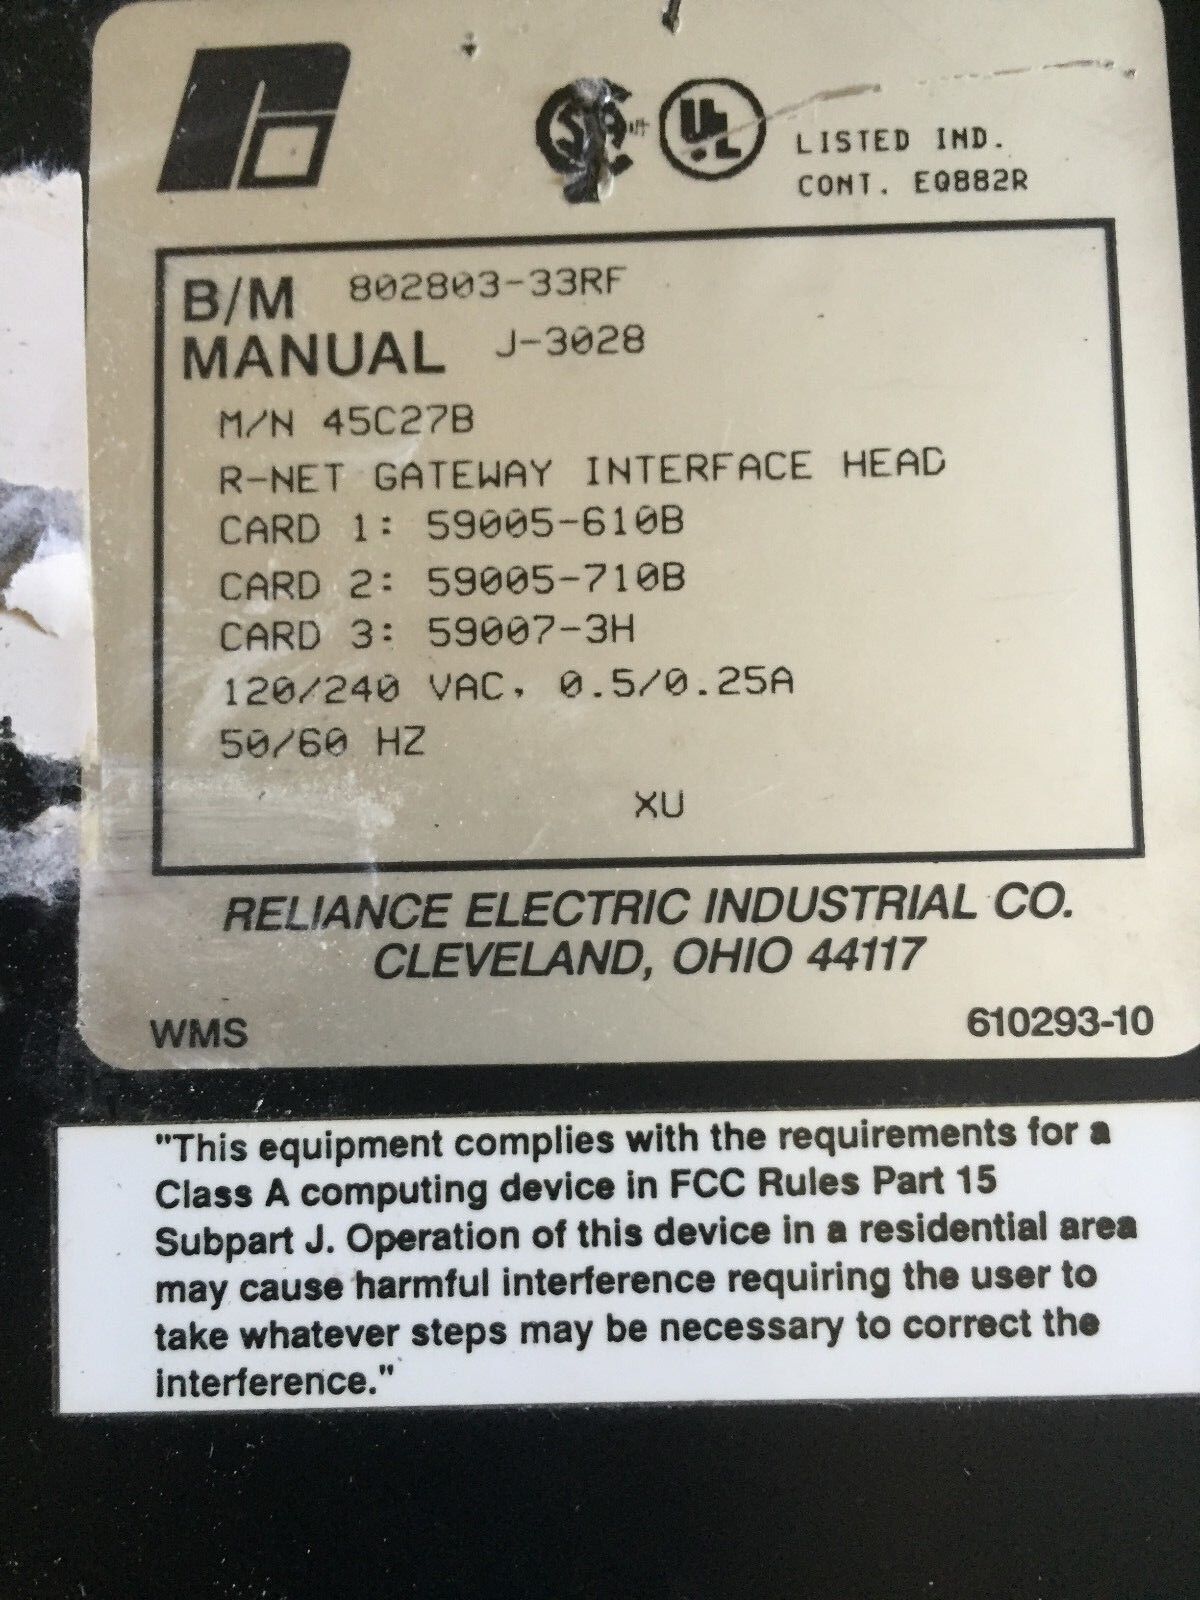 LISTED IND.
CONT. EQ882R
B/M 802803-33RF
MANUAL J-3028
M/N 45C27B
R-NET GATEWAY INTERFACE HEAD
CARD 1: 59005-610B
CARD 2: 59005-710B
CARD 3: 59007-3H
120/240 VAC, 0.5/0.25A
50/60 HZ
XU
RELIANCE ELECTRIC INDUSTRIAL CO.
CLEVELAND, OHIO 44117
WMS 610293-10
"This equipment complies with the requirements for a
Class A computing device in FCC Rules Part 15
Subpart J. Operation of this device in a residential area
may cause harmful interference requiring the user to
take whatever steps may be necessary to correct the
interference."